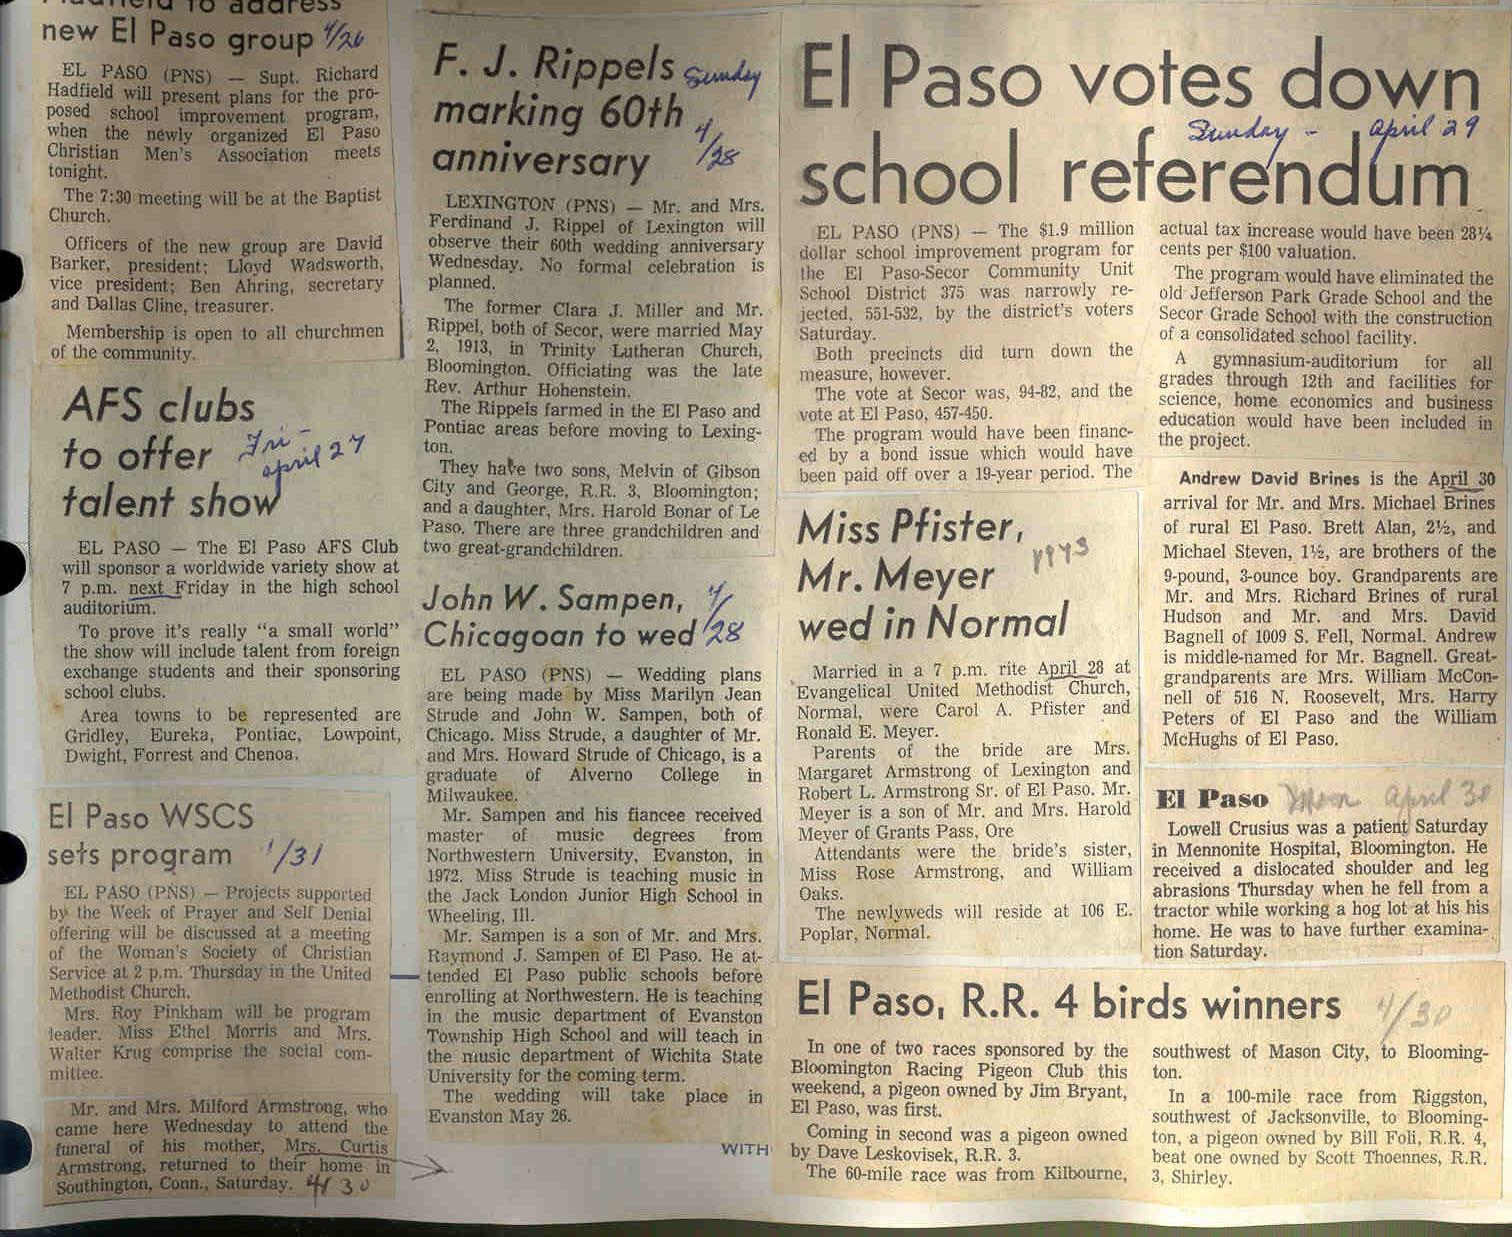 Hadfield to address
new El Paso group 4/26
EL PASO (PNS) — Supt. Richard
Hadfield will present plans for the pro-
posed school improvement program,
when the newly organized El Paso
Christian Men's Association meets
tonight.
The 7:30 meeting will be at the Baptist
Church.
Officers of the new group are David
Barker, president; Lloyd Wadsworth,
vice president; Ben Ahring, secretary
and Dallas Cline, treasurer.
Membership is open to all churchmen
of the community.
AFS clubs
to offer Fri -
talent show april 27
EL PASO — The El Paso AFS Club
will sponsor a worldwide variety show at
7 p.m. next Friday in the high school
auditorium.
To prove it's really "a small world"
the show will include talent from foreign
exchange students and their sponsoring
school clubs.
Area towns to be represented are
Gridley, Eureka, Pontiac, Lowpoint,
Dwight, Forrest and Chenoa.
El Paso WSCS
sets program 1/31
EL PASO (PNS) — Projects supported
by the Week of Prayer and Self Denial
offering will be discussed at a meeting
of the Woman's Society of Christian
Service at 2 p.m. Thursday in the United
Methodist Church.
Mrs. Roy Pinkham will be program
leader. Miss Ethel Morris and Mrs.
Walter Krug comprise the social com-
mittee.
Mr. and Mrs. Milford Armstrong, who
came here Wednesday to attend the
funeral of his mother, Mrs. Curtis
Armstrong, returned to their home in
Southington, Conn., Saturday. 4/30
F. J. Rippels Sunday
marking 60th 4/28
anniversary
LEXINGTON (PNS) — Mr. and Mrs.
Ferdinand J. Rippel of Lexington will
observe their 60th wedding anniversary
Wednesday. No formal celebration is
planned.
The former Clara J. Miller and Mr.
Rippel, both of Secor, were married May
2, 1913, in Trinity Lutheran Church,
Bloomington. Officiating was the late
Rev. Arthur Hohenstein.
The Rippels farmed in the El Paso and
Pontiac areas before moving to Lexing-
ton.
They have two sons, Melvin of Gibson
City and George, R.R. 3, Bloomington;
and a daughter, Mrs. Harold Bonar of Le
Paso. There are three grandchildren and
two great-grandchildren.
John W. Sampen, 4/28
Chicagoan to wed
EL PASO (PNS) — Wedding plans
are being made by Miss Marilyn Jean
Strude and John W. Sampen, both of
Chicago. Miss Strude, a daughter of Mr.
and Mrs. Howard Strude of Chicago, is a
graduate of Alverno College in
Milwaukee.
Mr. Sampen and his fiancee received
master of music degrees from
Northwestern University, Evanston, in
1972. Miss Strude is teaching music in
the Jack London Junior High School in
Wheeling, Ill.
Mr. Sampen is a son of Mr. and Mrs.
Raymond J. Sampen of El Paso. He at-
tended El Paso public schools before
enrolling at Northwestern. He is teaching
in the music department of Evanston
Township High School and will teach in
the music department of Wichita State
University for the coming term.
The wedding will take place in
Evanston May 26.
WITH
El Paso votes down
school referendum
Sunday - april 29
EL PASO (PNS) — The $1.9 million
dollar school improvement program for
the El Paso-Secor Community Unit
School District 375 was narrowly re-
jected, 551-532, by the district's voters
Saturday.
Both precincts did turn down the
measure, however.
The vote at Secor was, 94-82, and the
vote at El Paso, 457-450.
The program would have been financ-
ed by a bond issue which would have
been paid off over a 19-year period. The
actual tax increase would have been 28¼
cents per $100 valuation.
The program would have eliminated the
old Jefferson Park Grade School and the
Secor Grade School with the construction
of a consolidated school facility.
A gymnasium-auditorium for all
grades through 12th and facilities for
science, home economics and business
education would have been included in
the project.
Miss Pfister,
Mr. Meyer 1973
wed in Normal
Married in a 7 p.m. rite April 28 at
Evangelical United Methodist Church,
Normal, were Carol A. Pfister and
Ronald E. Meyer.
Parents of the bride are Mrs.
Margaret Armstrong of Lexington and
Robert L. Armstrong Sr. of El Paso. Mr.
Meyer is a son of Mr. and Mrs. Harold
Meyer of Grants Pass, Ore
Attendants were the bride's sister,
Miss Rose Armstrong, and William
Oaks.
The newlyweds will reside at 106 E.
Poplar, Normal.
Andrew David Brines is the April 30
arrival for Mr. and Mrs. Michael Brines
of rural El Paso. Brett Alan, 2½, and
Michael Steven, 1½, are brothers of the
9-pound, 3-ounce boy. Grandparents are
Mr. and Mrs. Richard Brines of rural
Hudson and Mr. and Mrs. David
Bagnell of 1009 S. Fell, Normal. Andrew
is middle-named for Mr. Bagnell. Great-
grandparents are Mrs. William McCon-
nell of 516 N. Roosevelt, Mrs. Harry
Peters of El Paso and the William
McHughs of El Paso.
El Paso Mon april 30
Lowell Crusius was a patient Saturday
in Mennonite Hospital, Bloomington. He
received a dislocated shoulder and leg
abrasions Thursday when he fell from a
tractor while working a hog lot at his his
home. He was to have further examina-
tion Saturday.
El Paso, R.R. 4 birds winners 4/30
In one of two races sponsored by the
Bloomington Racing Pigeon Club this
weekend, a pigeon owned by Jim Bryant,
El Paso, was first.
Coming in second was a pigeon owned
by Dave Leskovisek, R.R. 3.
The 60-mile race was from Kilbourne,
southwest of Mason City, to Blooming-
ton.
In a 100-mile race from Riggston,
southwest of Jacksonville, to Blooming-
ton, a pigeon owned by Bill Foli, R.R. 4,
beat one owned by Scott Thoennes, R.R.
3, Shirley.